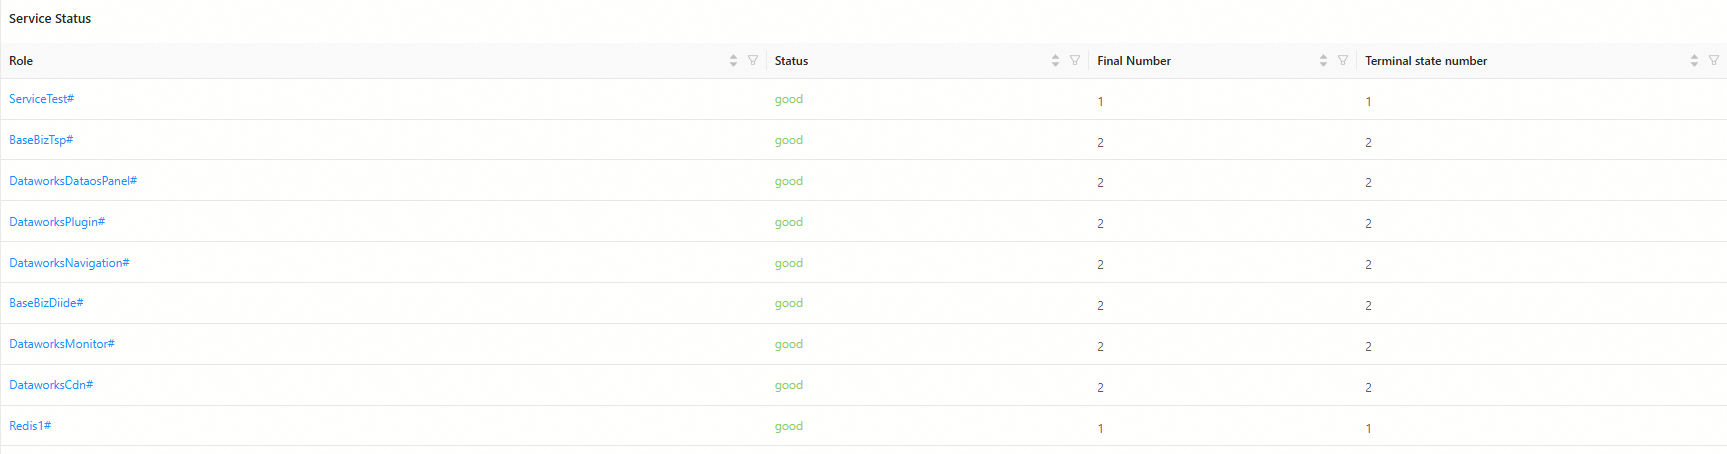 Service Status
Role Status Final Number Terminal state number
ServiceTest# good 1 1
BaseBizTsp# good 2 2
DataworksDataosPanel# good 2 2
DataworksPlugin# good 2 2
DataworksNavigation# good 2 2
BaseBizDiide# good 2 2
DataworksMonitor# good 2 2
DataworksCdn# good 2 2
Redis1# good 1 1